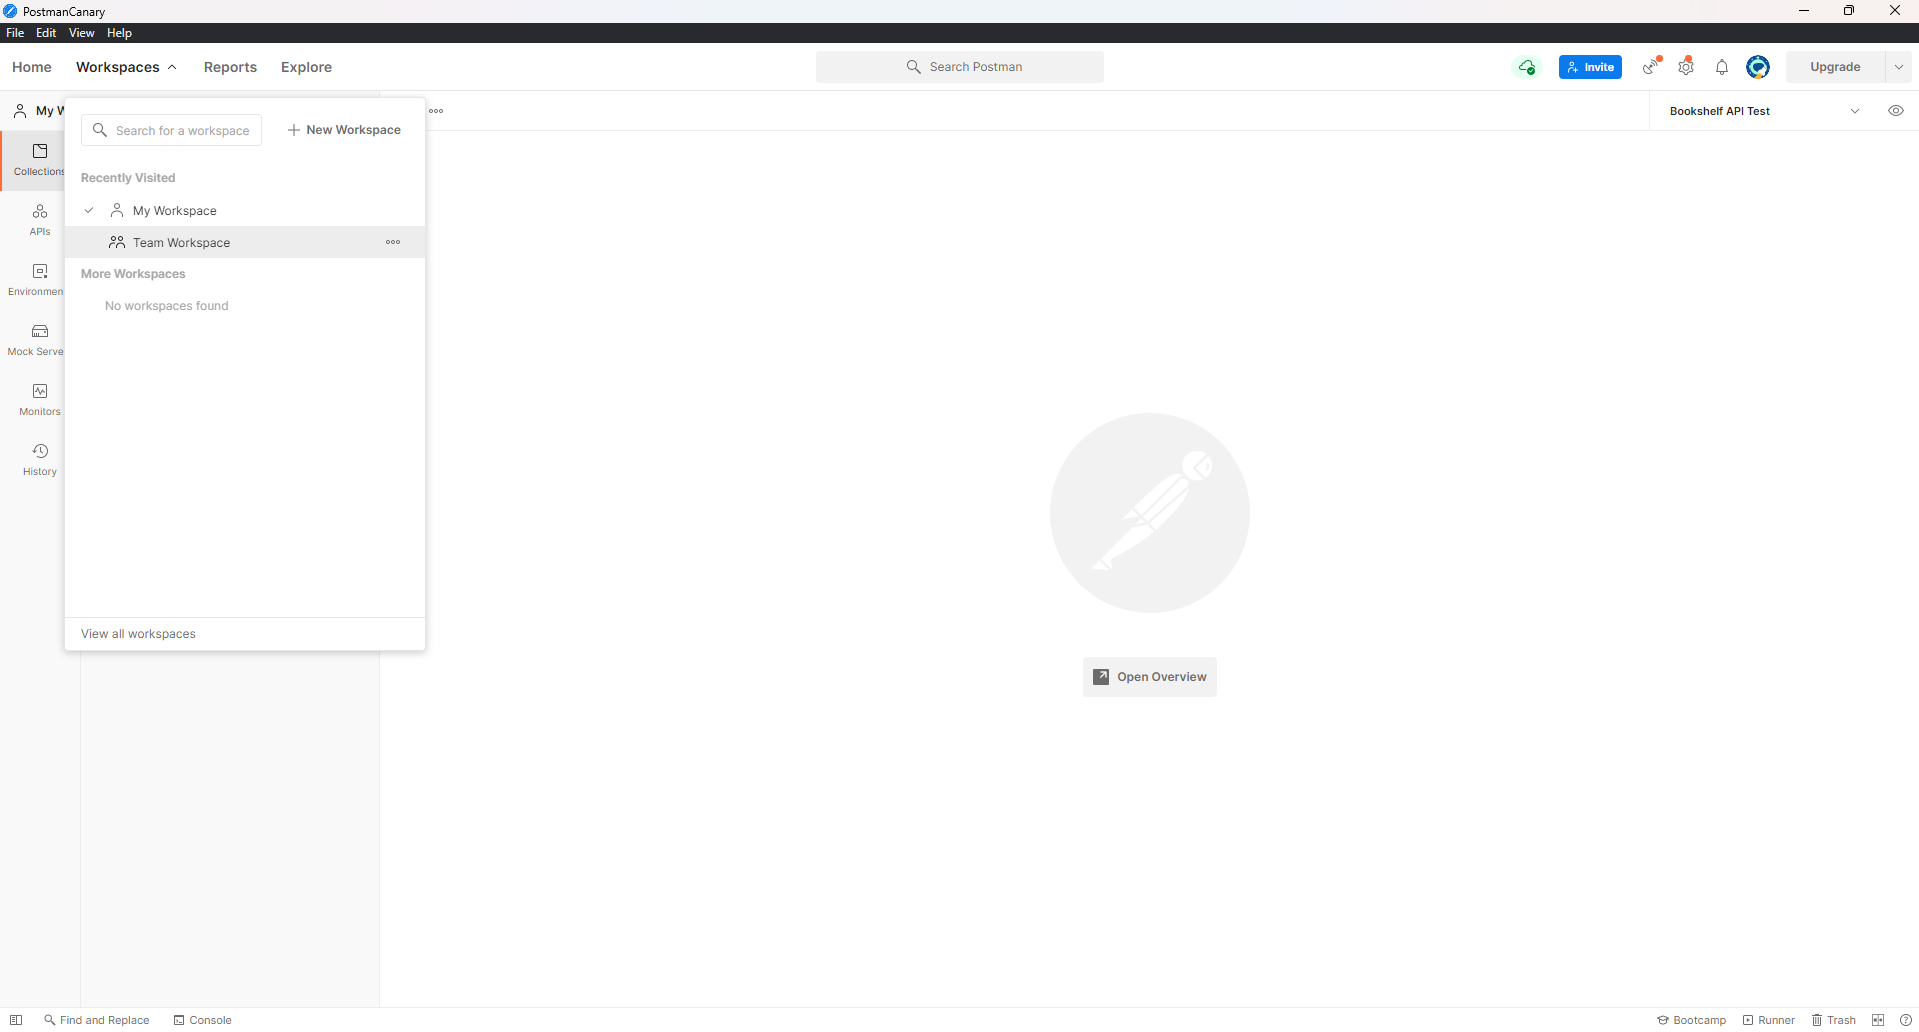 PostmanCanary
File Edit View Help
Home Workspaces Reports Explore
Search Postman
Invite
Upgrade
My W
Bookshelf API Test
Search for a workspace
New Workspace
Recently Visited
My Workspace
Team Workspace
More Workspaces
No workspaces found
View all workspaces
Collections
APIs
Environmen
Mock Serve
Monitors
History
Open Overview
Find and Replace
Console
Bootcamp
Runner
Trash